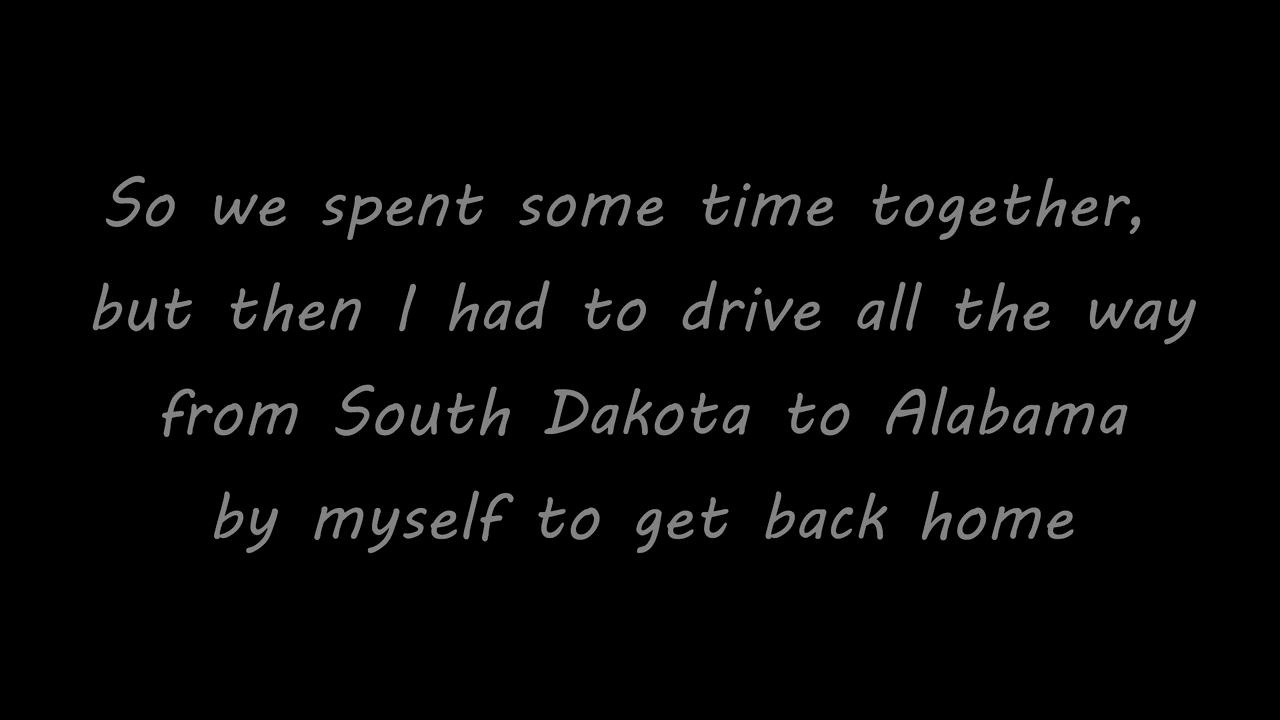 So we spent some time together,
but then I had to drive all the way
from South Dakota to Alabama
by myself to get back home